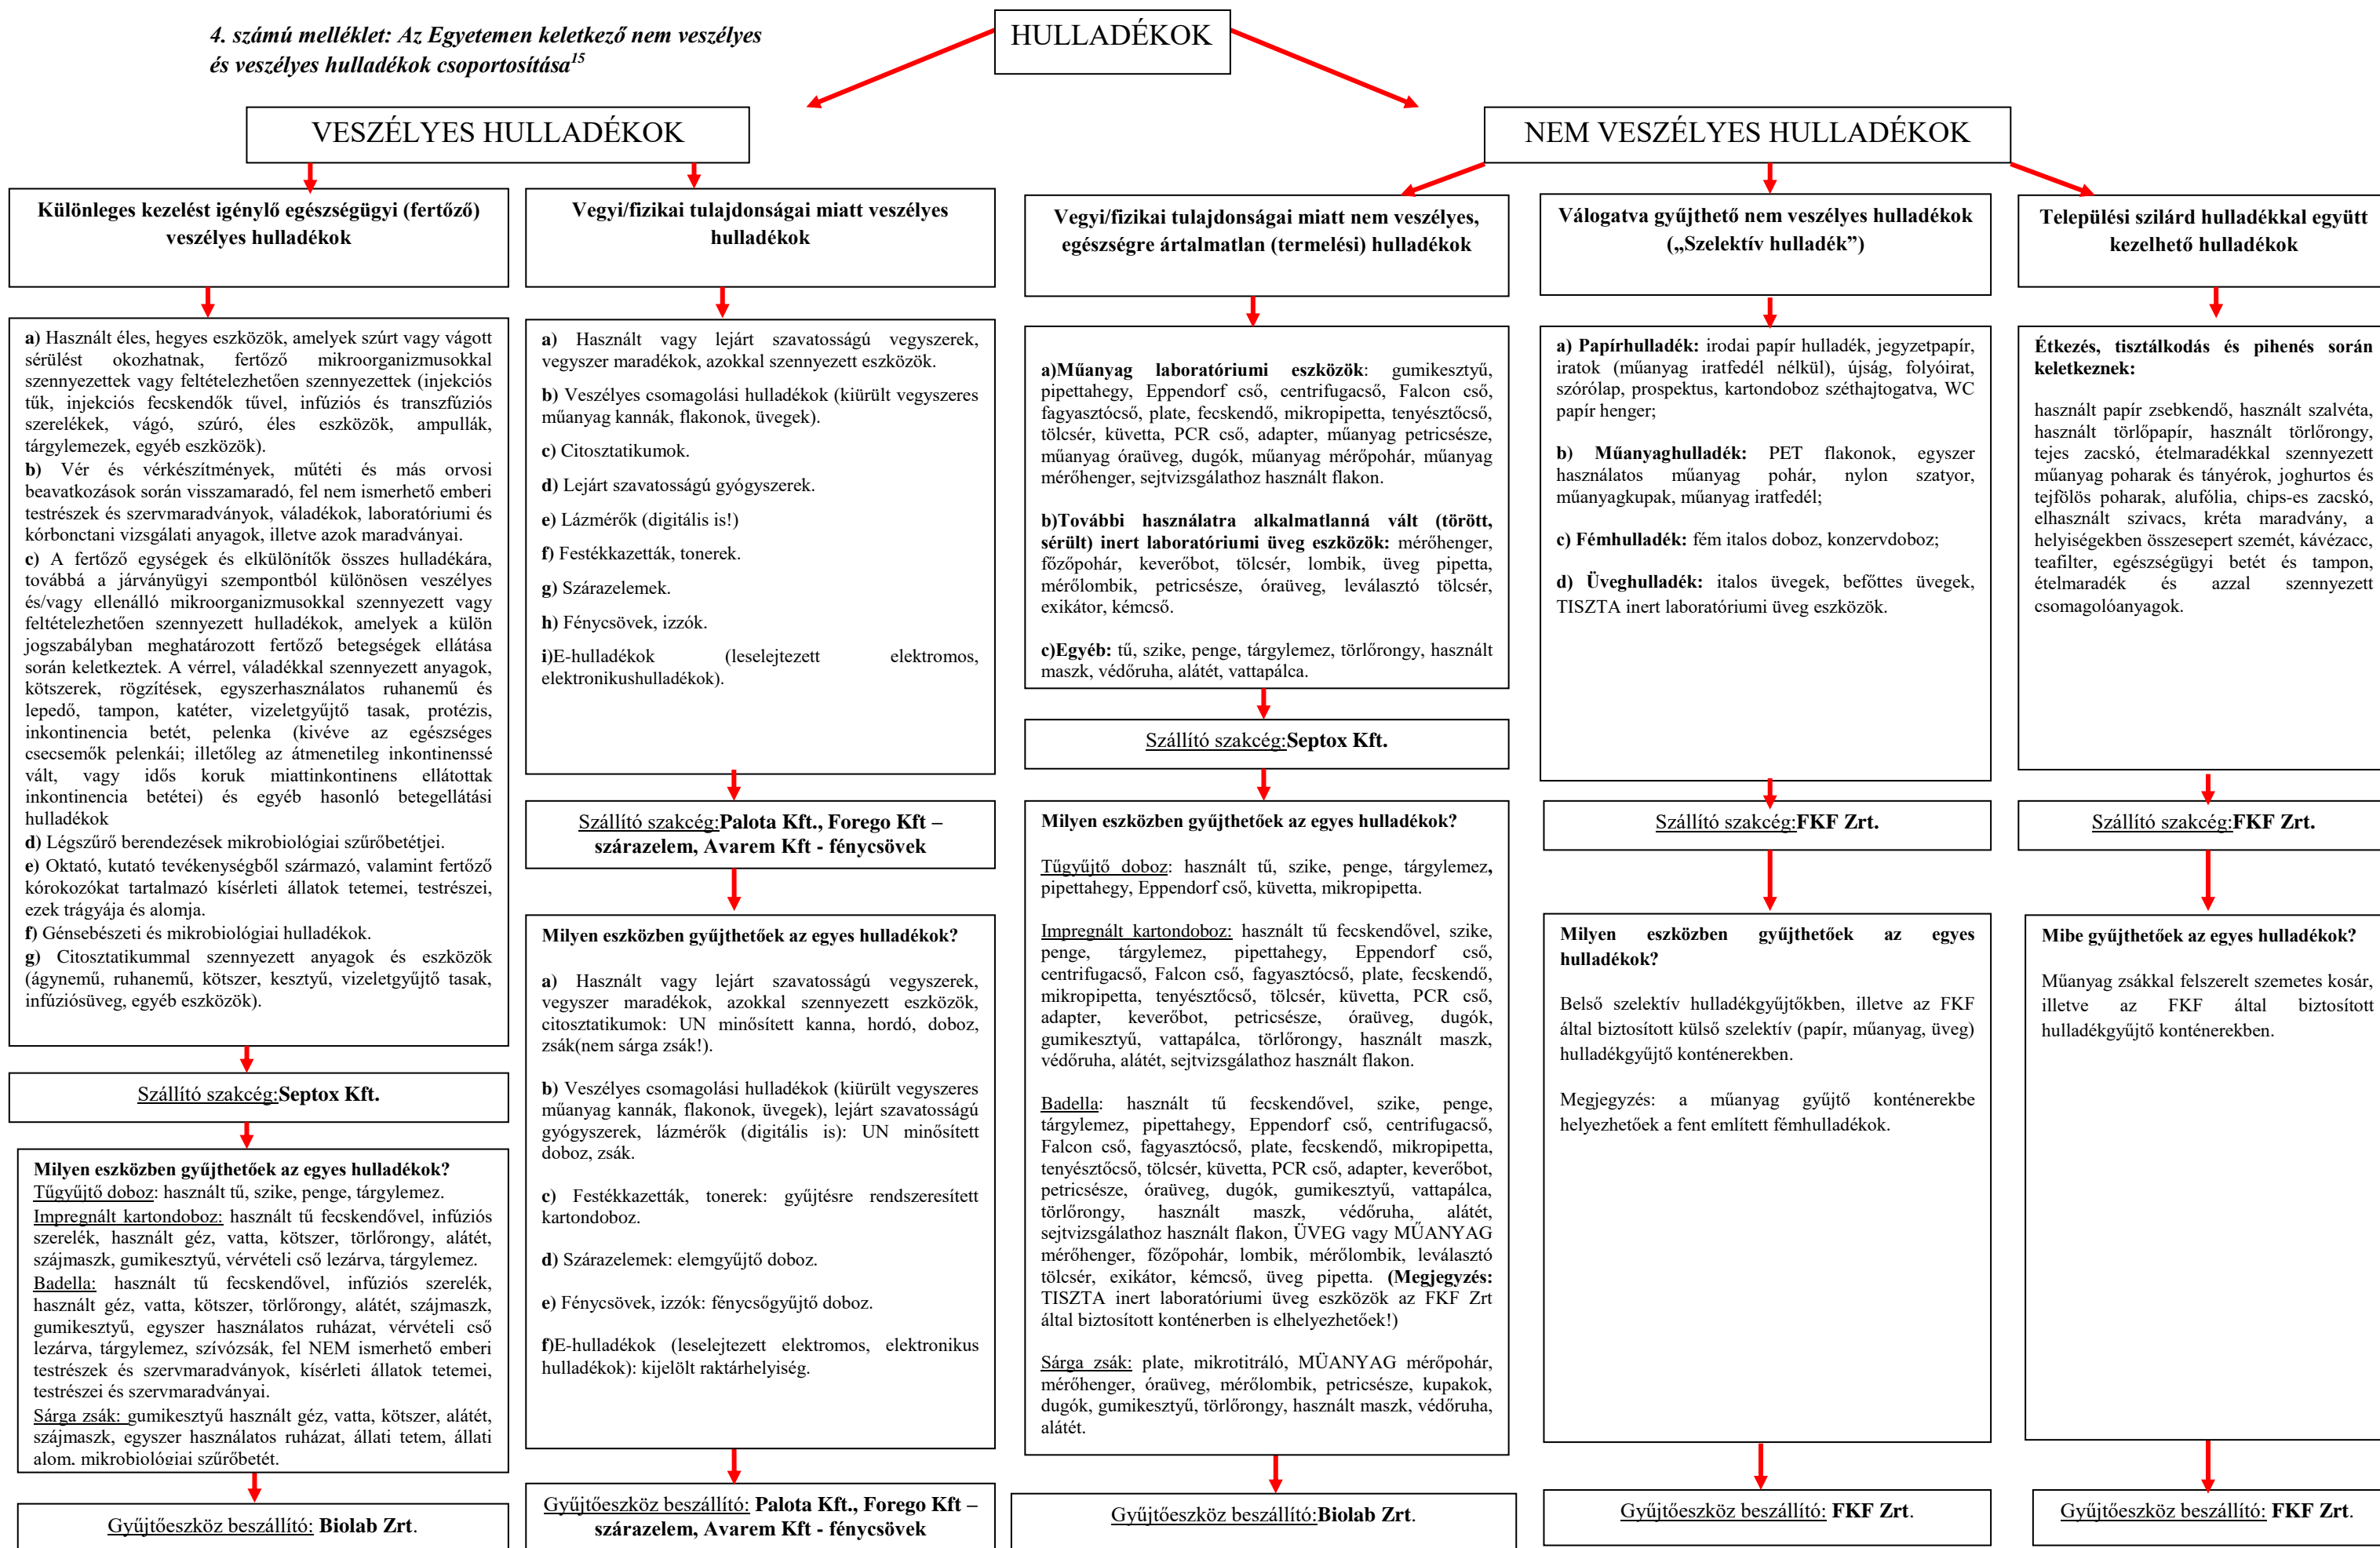 4. számú melléklet: Az Egyetemen keletkező nem veszélyes
és veszélyes hulladékok csoportosítása15
HULLADÉKOK
VESZÉLYES HULLADÉKOK
NEM VESZÉLYES HULLADÉKOK
Különleges kezelést igénylő egészségügyi (fertőző)
veszélyes hulladékok
a) Használt éles, hegyes eszközök, amelyek szúrt vagy vágott
sérülést okozhatnak, fertőző mikroorganizmusokkal
szennyezettek vagy feltételezhetően szennyezettek (injekciós
tűk, injekciós fecskendők tűvel, infúziós és transzfúziós
szerelékek, vágó, szúró, éles eszközök, ampullák,
tárgylemezek, egyéb eszközök).
b) Vér és vérkészítmények, műtéti és más orvosi
beavatkozások során visszamaradó, fel nem ismerhető emberi
testrészek és szervmaradványok, váladékok, laboratóriumi és
kórbonctani vizsgálati anyagok, illetve azok maradványai.
c) A fertőző egységek és elkülönítők összes hulladékára,
továbbá a járványügyi szempontból különösen veszélyes
és/vagy ellenálló mikroorganizmusokkal szennyezett vagy
feltételezhetően szennyezett hulladékok, amelyek a külön
jogszabályban meghatározott fertőző betegségek ellátása
során keletkeztek. A vérrel, váladékkal szennyezett anyagok,
kötszerek, rögzítések, egyszerhasználatos ruhanemű és
lepedő, tampon, katéter, vizeletgyűjtő tasak, protézis,
inkontinencia betét, pelenka (kivéve az egészséges
csecsemők pelenkái; illetőleg az átmenetileg inkontinenssé
vált, vagy idős koruk miattinkontinens ellátottak
inkontinencia betétei) és egyéb hasonló betegellátási
hulladékok
d) Légszűrő berendezések mikrobiológiai szűrőbetétjei.
e) Oktató, kutató tevékenységből származó, valamint fertőző
kórokozókat tartalmazó kísérleti állatok tetemei, testrészei,
ezek trágyája és alomja.
f) Génsebészeti és mikrobiológiai hulladékok.
g) Citosztatikummal szennyezett anyagok és eszközök
(ágynemű, ruhanemű, kötszer, kesztyű, vizeletgyűjtő tasak,
infúziósüveg, egyéb eszközök).
Szállító szakcég:Septox Kft.
Milyen eszközben gyűjthetőek az egyes hulladékok?
Tűgyűjtő doboz: használt tű, szike, penge, tárgylemez.
Impregnált kartondoboz: használt tű fecskendővel, infúziós
szerelék, használt géz, vatta, kötszer, törlőrongy, alátét,
szájmaszk, gumikesztyű, vérvételi cső lezárva, tárgylemez.
Badella: használt tű fecskendővel, infúziós szerelék,
használt géz, vatta, kötszer, törlőrongy, alátét, szájmaszk,
gumikesztyű, egyszer használatos ruházat, vérvételi cső
lezárva, tárgylemez, szívózsák, fel NEM ismerhető emberi
testrészek és szervmaradványok, kísérleti állatok tetemei,
testrészei és szervmaradványai.
Sárga zsák: gumikesztyű használt géz, vatta, kötszer, alátét,
szájmaszk, egyszer használatos ruházat, állati tetem, állati
alom, mikrobiológiai szűrőbetét.
Gyűjtőeszköz beszállító: Biolab Zrt.
Vegyi/fizikai tulajdonságai miatt veszélyes
hulladékok
a) Használt vagy lejárt szavatosságú vegyszerek,
vegyszer maradékok, azokkal szennyezett eszközök.
b) Veszélyes csomagolási hulladékok (kiürült vegyszeres
műanyag kannák, flakonok, üvegek).
c) Citosztatikumok.
d) Lejárt szavatosságú gyógyszerek.
e) Lázmérők (digitális is!)
f) Festékkazetták, tonerek.
g) Szárazelemek.
h) Fénycsövek, izzók.
i)E-hulladékok (leselejtezett elektromos,
elektronikushulladékok).
Szállító szakcég:Palota Kft., Forego Kft –
szárazelem, Avarem Kft - fénycsövek
Milyen eszközben gyűjthetőek az egyes hulladékok?
a) Használt vagy lejárt szavatosságú vegyszerek,
vegyszer maradékok, azokkal szennyezett eszközök,
citosztatikumok: UN minősített kanna, hordó, doboz,
zsák(nem sárga zsák!).
b) Veszélyes csomagolási hulladékok (kiürült vegyszeres
műanyag kannák, flakonok, üvegek), lejárt szavatosságú
gyógyszerek, lázmérők (digitális is): UN minősített
doboz, zsák.
c) Festékkazetták, tonerek: gyűjtésre rendszeresített
kartondoboz.
d) Szárazelemek: elemgyűjtő doboz.
e) Fénycsövek, izzók: fénycsőgyűjtő doboz.
f)E-hulladékok (leselejtezett elektromos, elektronikus
hulladékok): kijelölt raktárhelyiség.
Gyűjtőeszköz beszállító: Palota Kft., Forego Kft –
szárazelem, Avarem Kft - fénycsövek
Vegyi/fizikai tulajdonságai miatt nem veszélyes,
egészségre ártalmatlan (termelési) hulladékok
a)Műanyag laboratóriumi eszközök: gumikesztyű,
pipettahegy, Eppendorf cső, centrifugacső, Falcon cső,
fagyasztócső, plate, fecskendő, mikropipetta, tenyésztőcső,
tölcsér, küvetta, PCR cső, adapter, műanyag petricsésze,
műanyag óraüveg, dugók, műanyag mérőpohár, műanyag
mérőhenger, sejtvizsgálathoz használt flakon.
b)További használatra alkalmatlanná vált (törött,
sérült) inert laboratóriumi üveg eszközök: mérőhenger,
főzőpohár, keverőbot, tölcsér, lombik, üveg pipetta,
mérőlombik, petricsésze, óraüveg, leválasztó tölcsér,
exikátor, kémcső.
c)Egyéb: tű, szike, penge, tárgylemez, törlőrongy, használt
maszk, védőruha, alátét, vattapálca.
Szállító szakcég:Septox Kft.
Milyen eszközben gyűjthetőek az egyes hulladékok?
Tűgyűjtő doboz: használt tű, szike, penge, tárgylemez,
pipettahegy, Eppendorf cső, küvetta, mikropipetta.
Impregnált kartondoboz: használt tű fecskendővel, szike,
penge, tárgylemez, pipettahegy, Eppendorf cső,
centrifugacső, Falcon cső, fagyasztócső, plate, fecskendő,
mikropipetta, tenyésztőcső, tölcsér, küvetta, PCR cső,
adapter, keverőbot, petricsésze, óraüveg, dugók,
gumikesztyű, vattapálca, törlőrongy, használt maszk,
védőruha, alátét, sejtvizsgálathoz használt flakon.
Badella: használt tű fecskendővel, szike, penge,
tárgylemez, pipettahegy, Eppendorf cső, centrifugacső,
Falcon cső, fagyasztócső, plate, fecskendő, mikropipetta,
tenyésztőcső, tölcsér, küvetta, PCR cső, adapter, keverőbot,
petricsésze, óraüveg, dugók, gumikesztyű, vattapálca,
törlőrongy, használt maszk, védőruha, alátét,
sejtvizsgálathoz használt flakon, ÜVEG vagy MŰANYAG
mérőhenger, főzőpohár, lombik, mérőlombik, leválasztó
tölcsér, exikátor, kémcső, üveg pipetta. (Megjegyzés:
TISZTA inert laboratóriumi üveg eszközök az FKF Zrt
által biztosított konténerben is elhelyezhetőek!)
Sárga zsák: plate, mikrotitráló, MÜANYAG mérőpohár,
mérőhenger, óraüveg, mérőlombik, petricsésze, kupakok,
dugók, gumikesztyű, törlőrongy, használt maszk, védőruha,
alátét.
Gyűjtőeszköz beszállító:Biolab Zrt.
Válogatva gyűjthető nem veszélyes hulladékok
(„Szelektív hulladék”)
a) Papírhulladék: irodai papír hulladék, jegyzetpapír,
iratok (műanyag iratfedél nélkül), újság, folyóirat,
szórólap, prospektus, kartondoboz széthajtogatva, WC
papír henger;
b) Műanyaghulladék: PET flakonok, egyszer
használatos műanyag pohár, nylon szatyor,
műanyagkupak, műanyag iratfedél;
c) Fémhulladék: fém italos doboz, konzervdoboz;
d) Üveghulladék: italos üvegek, befőttes üvegek,
TISZTA inert laboratóriumi üveg eszközök.
Szállító szakcég:FKF Zrt.
Milyen eszközben gyűjthetőek az egyes
hulladékok?
Belső szelektív hulladékgyűjtőkben, illetve az FKF
által biztosított külső szelektív (papír, műanyag, üveg)
hulladékgyűjtő konténerekben.
Megjegyzés: a műanyag gyűjtő konténerekbe
helyezhetőek a fent említett fémhulladékok.
Gyűjtőeszköz beszállító: FKF Zrt.
Települési szilárd hulladékkal együtt
kezelhető hulladékok
Étkezés, tisztálkodás és pihenés során
keletkeznek:
használt papír zsebkendő, használt szalvéta,
használt törlőpapír, használt törlőrongy,
tejes zacskó, ételmaradékkal szennyezett
műanyag poharak és tányérok, joghurtos és
tejfölös poharak, alufólia, chips-es zacskó,
elhasznált szivacs, kréta maradvány, a
helyiségekben összesepert szemét, kávézacc,
teafilter, egészségügyi betét és tampon,
ételmaradék és azzal szennyezett
csomagolóanyagok.
Szállító szakcég:FKF Zrt.
Mibe gyűjthetőek az egyes hulladékok?
Műanyag zsákkal felszerelt szemetes kosár,
illetve az FKF által biztosított
hulladékgyűjtő konténerekben.
Gyűjtőeszköz beszállító: FKF Zrt.